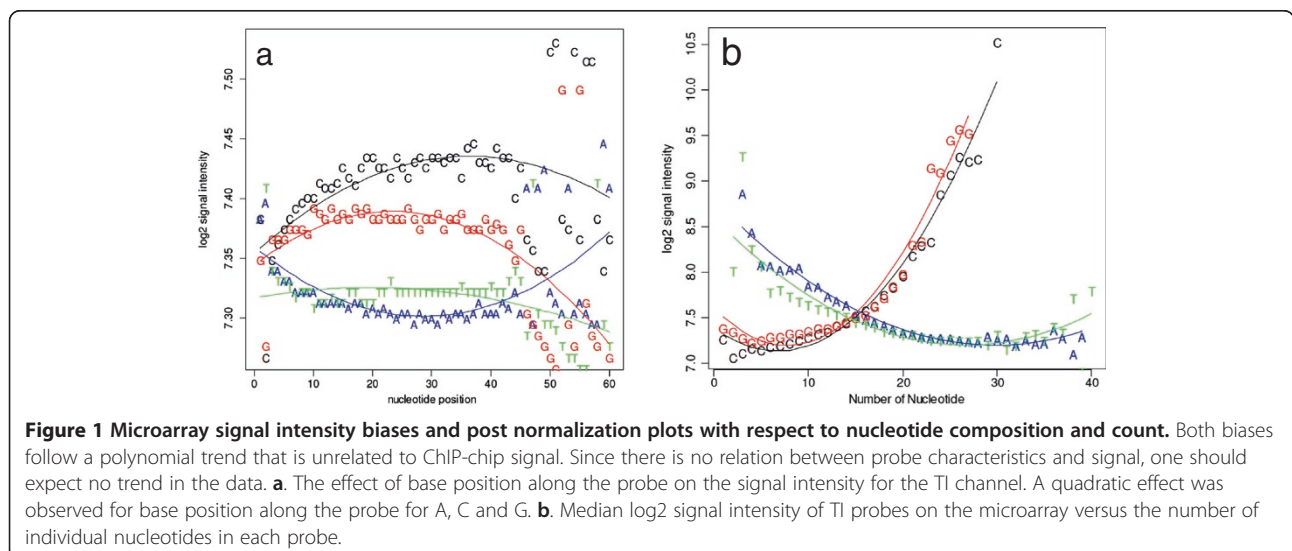 a
b
log2 signal intensity
7.50
7.45
7.40
7.35
7.30
0 10 20 30 40 50 60
nucleotide position
log2 signal intensity
10.5
10.0
9.5
9.0
8.5
8.0
7.5
7.0
0 10 20 30 40
Number of Nucleotide
Figure 1 Microarray signal intensity biases and post normalization plots with respect to nucleotide composition and count. Both biases
follow a polynomial trend that is unrelated to ChIP-chip signal. Since there is no relation between probe characteristics and signal, one should
expect no trend in the data. a. The effect of base position along the probe on the signal intensity for the TI channel. A quadratic effect was
observed for base position along the probe for A, C and G. b. Median log2 signal intensity of TI probes on the microarray versus the number of
individual nucleotides in each probe.